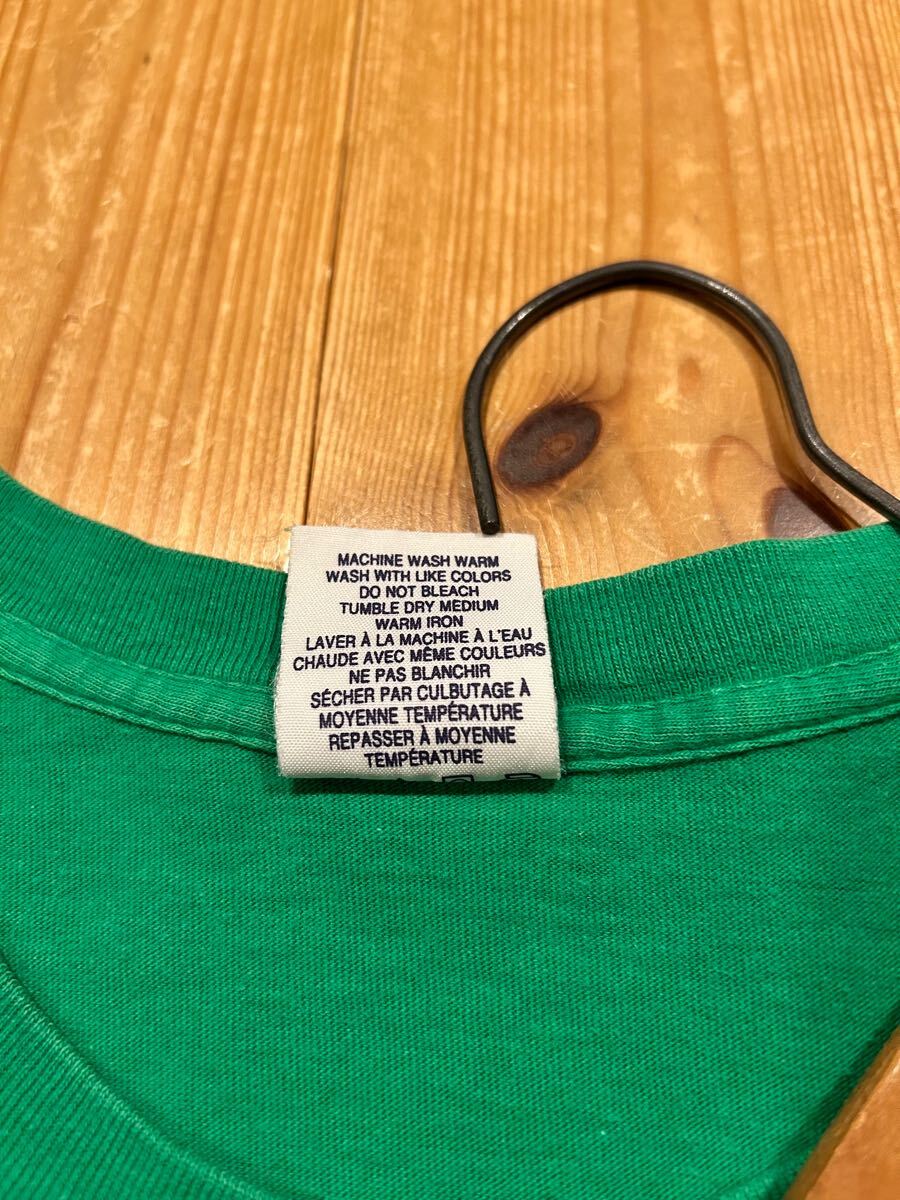 MACHINE WASH WARM
WASH WITH LIKE COLORS
DO NOT BLEACH
TUMBLE DRY MEDIUM
WARM IRON
LAVER À LA MACHINE À L'EAU
CHAUDE AVEC MÊME COULEURS
NE PAS BLANCHIR
SÉCHER PAR CULBUTAGE À
MOYENNE TEMPÉRATURE
REPASSER À MOYENNE
TEMPÉRATURE